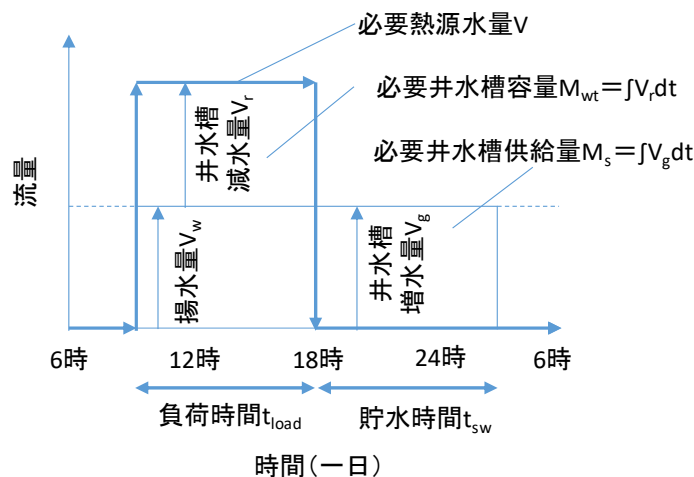 必要熱源水量V
必要井水槽容量Mwt＝∫Vrdt
必要井水槽供給量Ms＝∫Vgdt
流量
井水槽
減水量Vr
揚水量Vw
井水槽
増水量Vg
6時 12時 18時 24時 6時
負荷時間tload 貯水時間tsw
時間（一日）